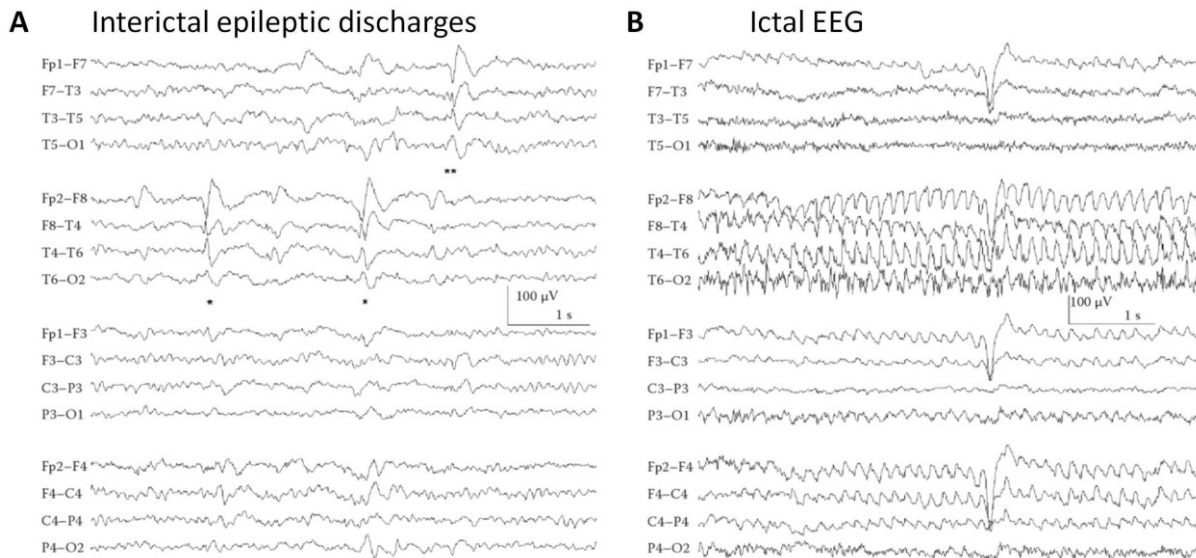 A Interictal epileptic discharges
Fp1–F7
F7–T3
T3–T5
T5–O1
**
Fp2–F8
F8–T4
T4–T6
T6–O2
* *
100 μV
1 s
Fp1–F3
F3–C3
C3–P3
P3–O1
Fp2–F4
F4–C4
C4–P4
P4–O2
B Ictal EEG
Fp1–F7
F7–T3
T3–T5
T5–O1
Fp2–F8
F8–T4
T4–T6
T6–O2
100 μV
1 s
Fp1–F3
F3–C3
C3–P3
P3–O1
Fp2–F4
F4–C4
C4–P4
P4–O2